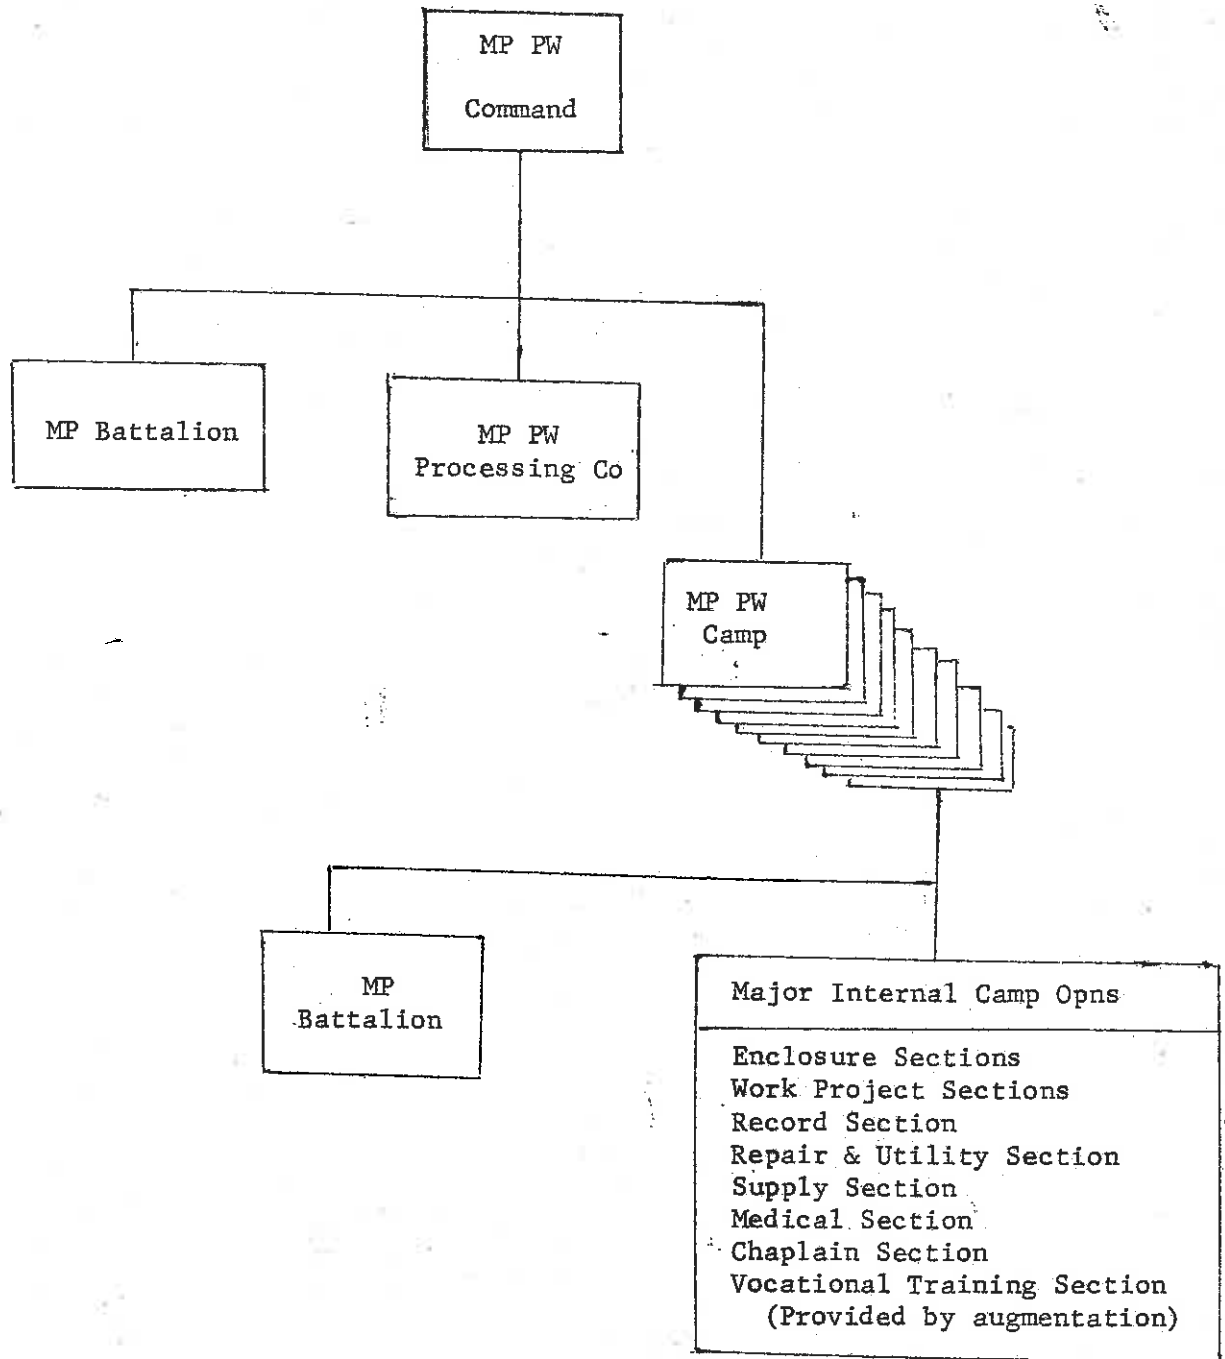 MP PW
Command
MP Battalion
MP PW
Processing Co
MP PW
Camp
MP
Battalion
Major Internal Camp Opns
Enclosure Sections
Work Project Sections
Record Section
Repair & Utility Section
Supply Section
Medical Section
Chaplain Section
Vocational Training Section
(Provided by augmentation)